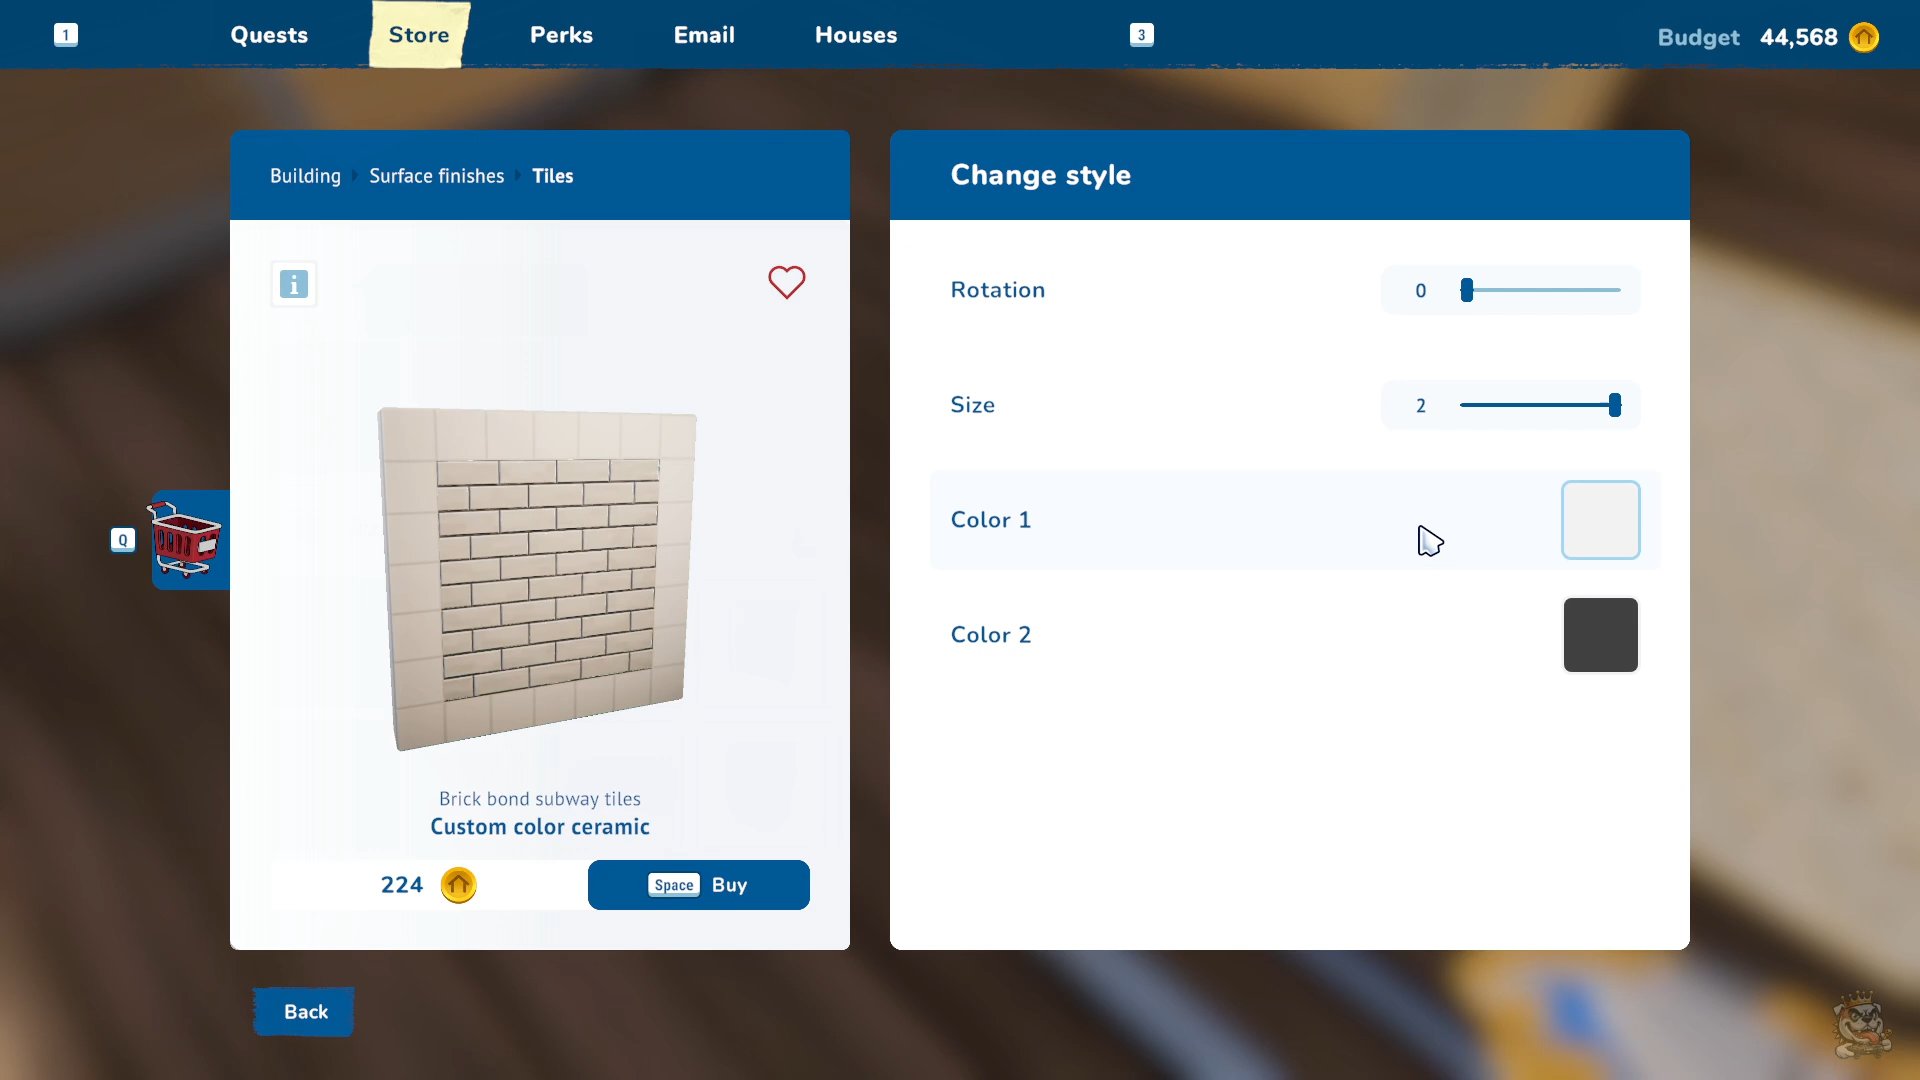 1
Quests
Store
Perks
Email
Houses
3
Budget 44,568
Building
Surface finishes
Tiles
Change style
i
Rotation
0
Size
2
Color 1
Q
Color 2
Brick bond subway tiles
Custom color ceramic
224
Space
Buy
Back